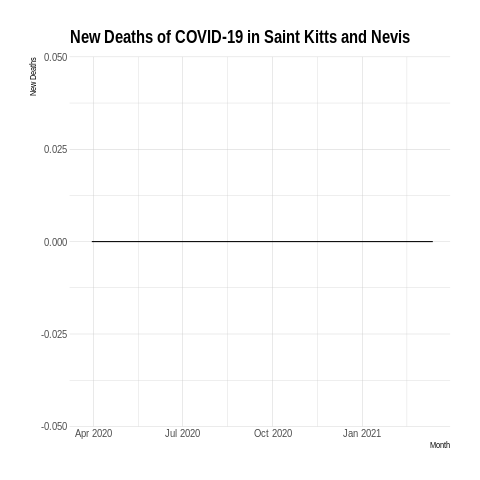 New Deaths of COVID-19 in Saint Kitts and Nevis
New Deaths
0.050
0.025
0.000
-0.025
-0.050
Apr 2020 Jul 2020 Oct 2020 Jan 2021
Month